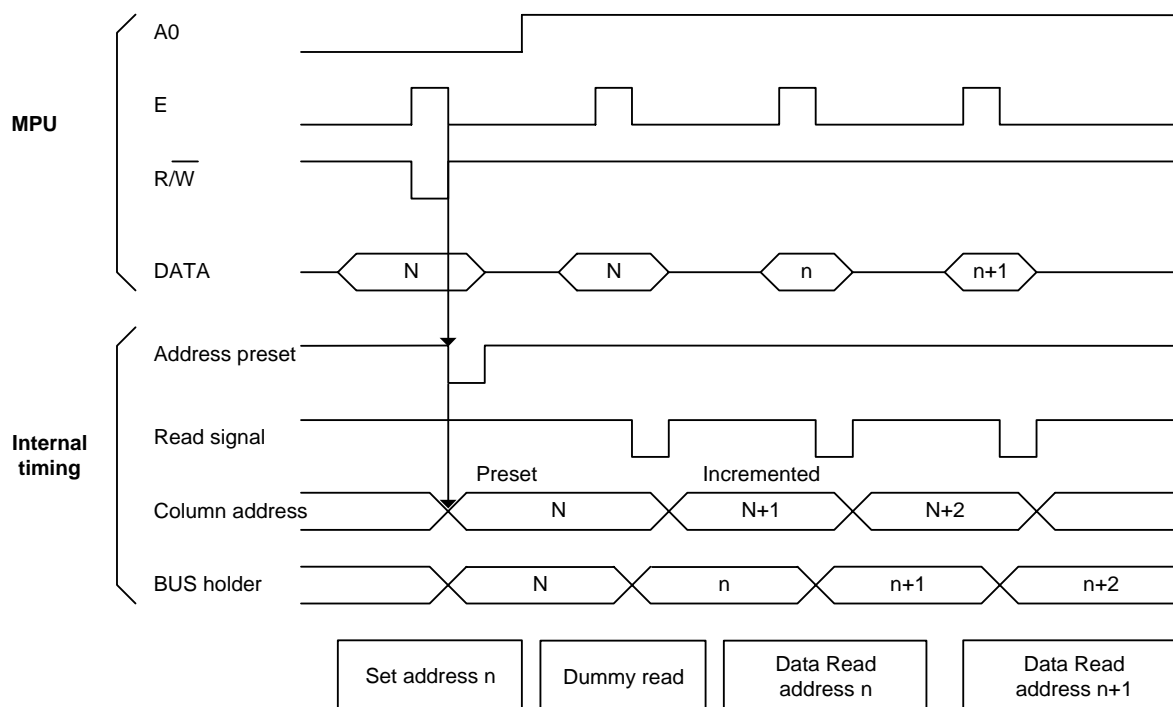 A0
E
MPU
R/W
DATA
N
N
n
n+1
Address preset
Read signal
Internal
timing
Preset
Incremented
Column address
N
N+1
N+2
BUS holder
N
n
n+1
n+2
Set address n
Dummy read
Data Read
address n
Data Read
address n+1